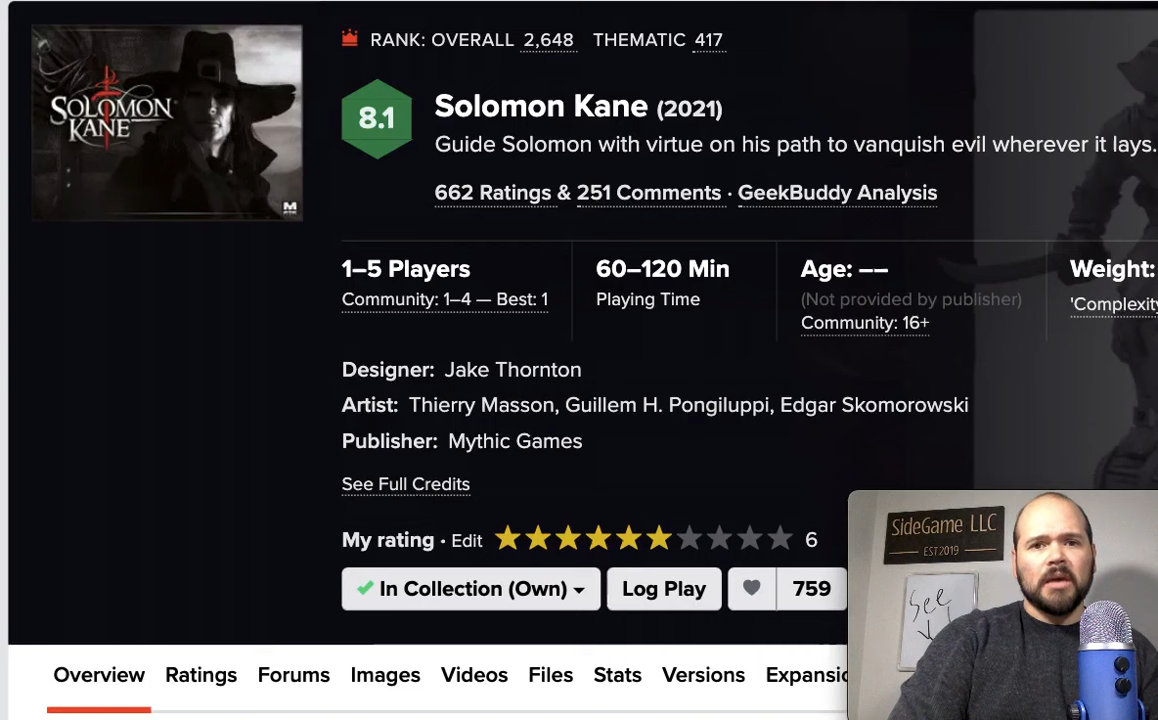 RANK: OVERALL 2,648 THEMATIC 417
SOLOMON
KANE
8.1
Solomon Kane (2021)
Guide Solomon with virtue on his path to vanquish evil wherever it lays.
662 Ratings & 251 Comments · GeekBuddy Analysis
1–5 Players
Community: 1–4 — Best: 1
60–120 Min
Playing Time
Age: ––
(Not provided by publisher)
Community: 16+
Weight:
'Complexity
Designer: Jake Thornton
Artist: Thierry Masson, Guillem H. Pongiluppi, Edgar Skomorowski
Publisher: Mythic Games
See Full Credits
My rating · Edit 6
In Collection (Own)
Log Play
759
SideGame LLC
EST 2019
See
Overview Ratings Forums Images Videos Files Stats Versions Expansio